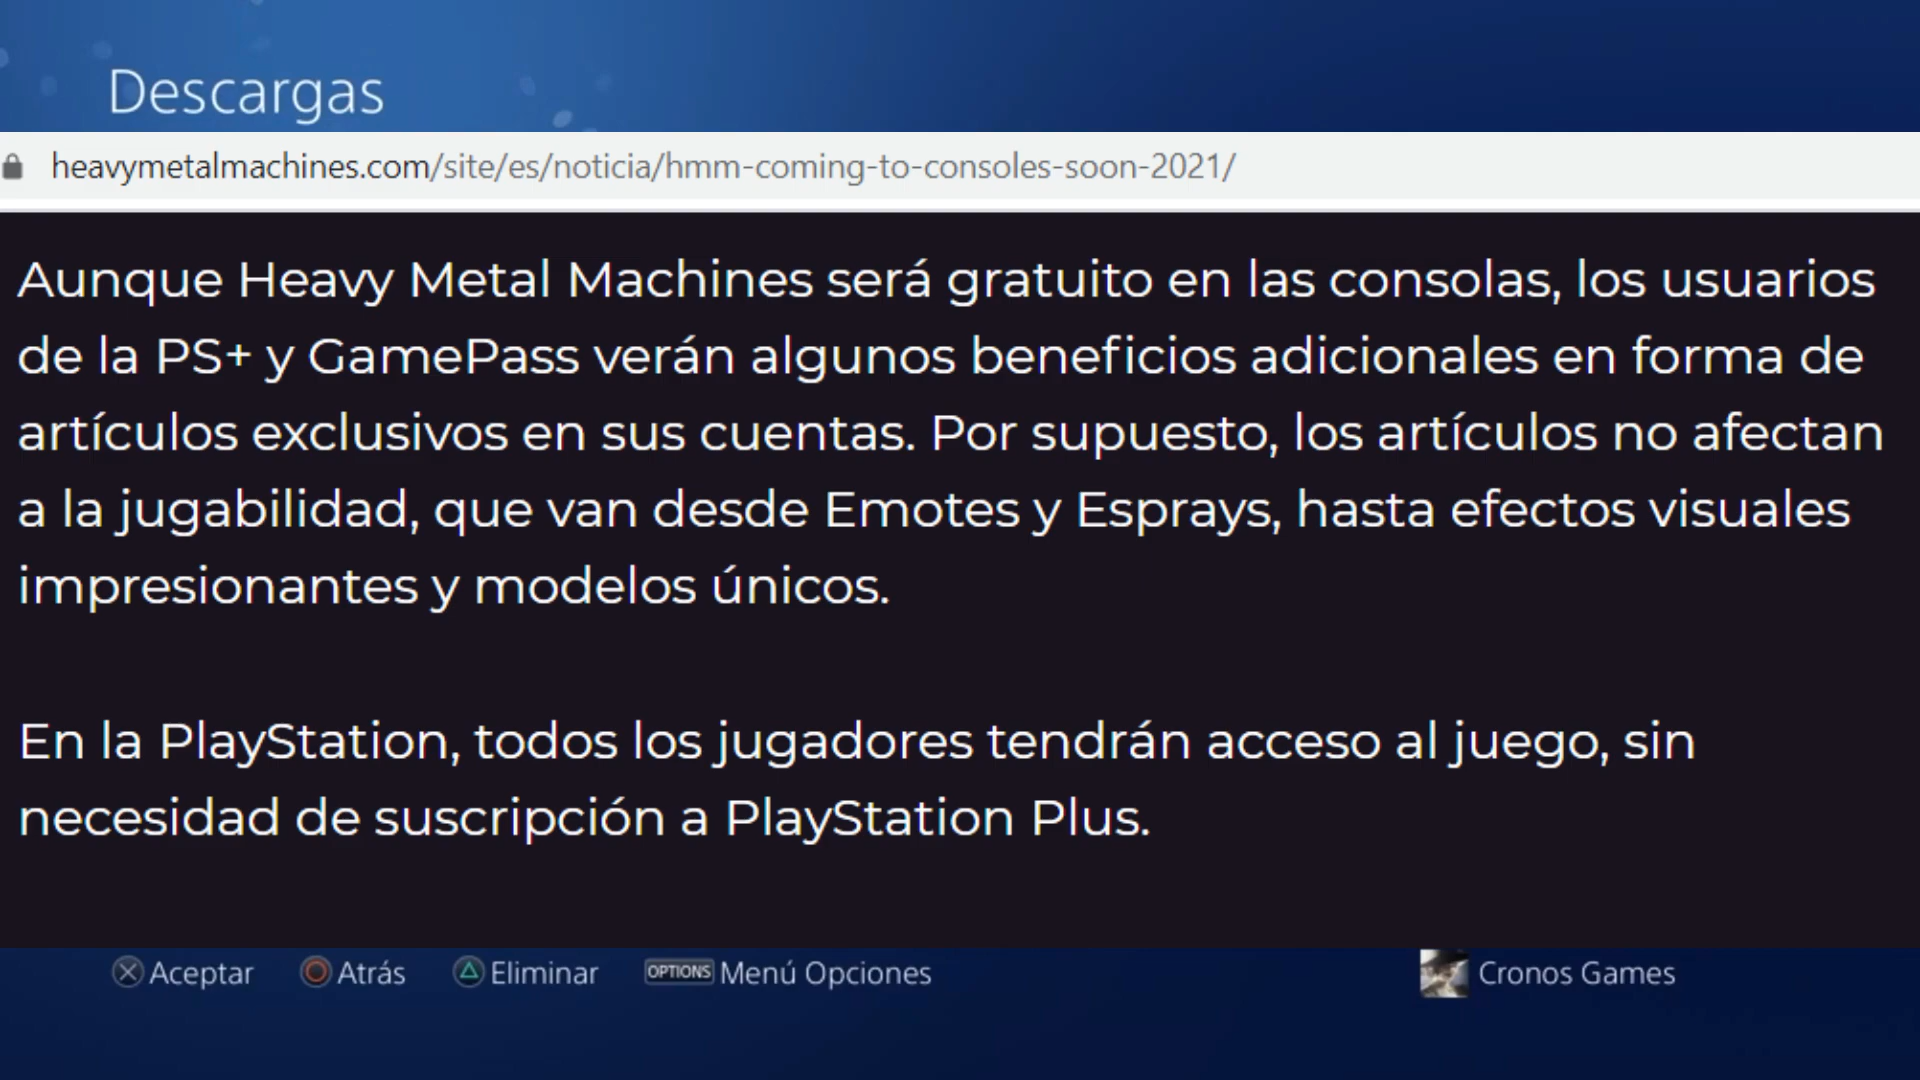 Descargas
heavymetalmachines.com/site/es/noticia/hmm-coming-to-consoles-soon-2021/
Aunque Heavy Metal Machines será gratuito en las consolas, los usuarios
de la PS+ y GamePass verán algunos beneficios adicionales en forma de
artículos exclusivos en sus cuentas. Por supuesto, los artículos no afectan
a la jugabilidad, que van desde Emotes y Esprays, hasta efectos visuales
impresionantes y modelos únicos.
En la PlayStation, todos los jugadores tendrán acceso al juego, sin
necesidad de suscripción a PlayStation Plus.
Aceptar Atrás Eliminar OPTIONS Menú Opciones Cronos Games